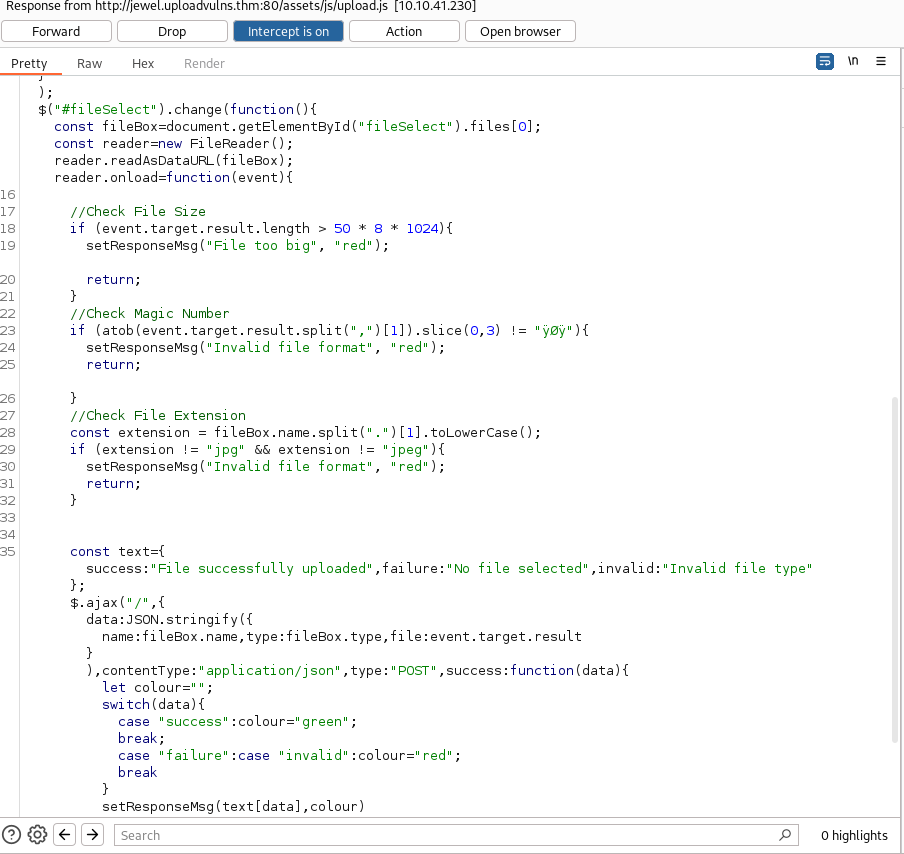 Response from http://jewel.uploadvulns.thm:80/assets/js/upload.js [10.10.41.230]
Forward Drop Intercept is on Action Open browser
Pretty Raw Hex Render \n
}
);
$("#fileSelect").change(function(){
const fileBox=document.getElementById("fileSelect").files[0];
const reader=new FileReader();
reader.readAsDataURL(fileBox);
reader.onload=function(event){
16
17 //Check File Size
18 if (event.target.result.length > 50 * 8 * 1024){
19 setResponseMsg("File too big", "red");
20 return;
21 }
22 //Check Magic Number
23 if (atob(event.target.result.split(",")[1]).slice(0,3) != "ÿØÿ"){
24 setResponseMsg("Invalid file format", "red");
25 return;
26 }
27 //Check File Extension
28 const extension = fileBox.name.split(".")[1].toLowerCase();
29 if (extension != "jpg" && extension != "jpeg"){
30 setResponseMsg("Invalid file format", "red");
31 return;
32 }
33
34
35 const text={
success:"File successfully uploaded",failure:"No file selected",invalid:"Invalid file type"
};
$.ajax("/",{
data:JSON.stringify({
name:fileBox.name,type:fileBox.type,file:event.target.result
}
),contentType:"application/json",type:"POST",success:function(data){
let colour="";
switch(data){
case "success":colour="green";
break;
case "failure":case "invalid":colour="red";
break
}
setResponseMsg(text[data],colour)
Search 0 highlights